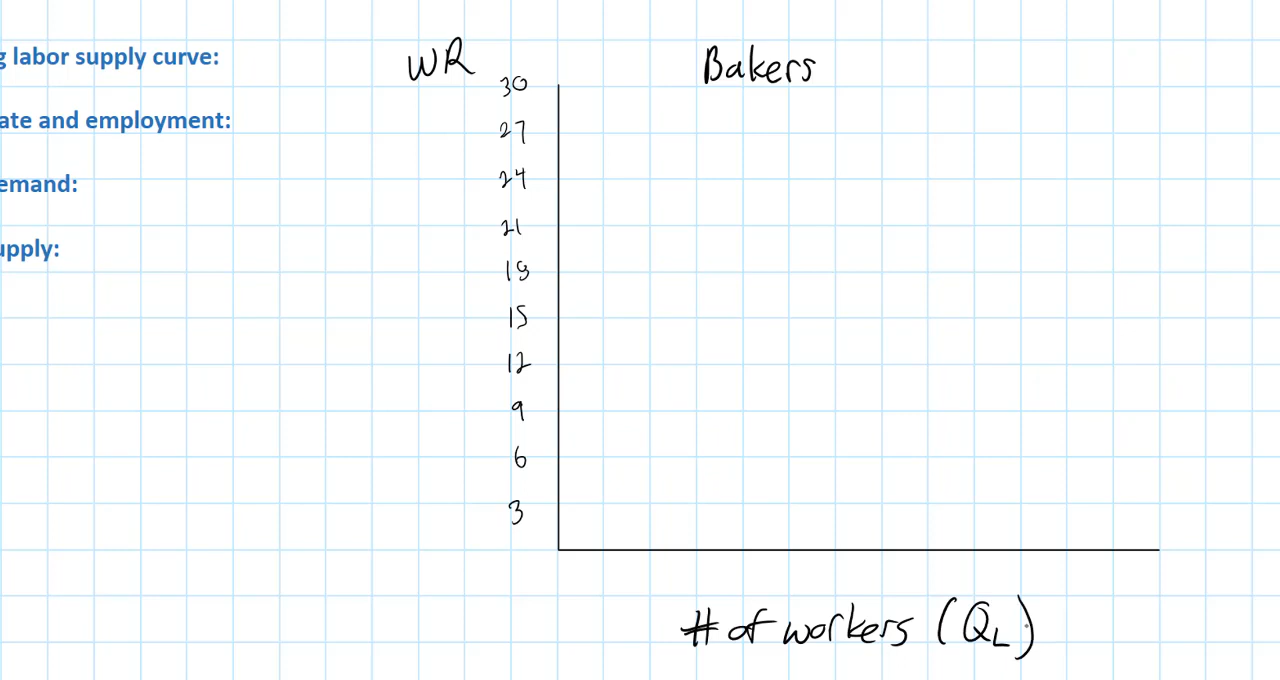 g labor supply curve:
ate and employment:
emand:
upply:
WR
Bakers
30
27
24
21
18
15
12
9
6
3
# of workers (QL)